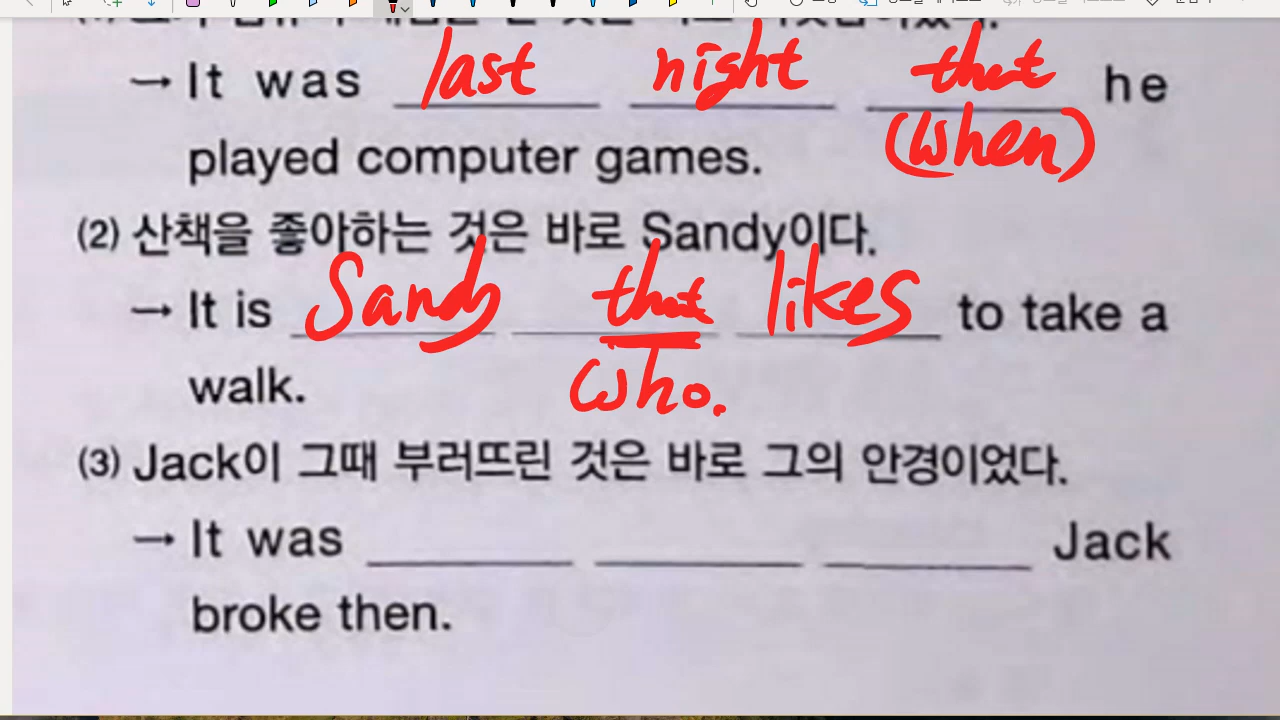 → It was last night that he
(when)
played computer games.
(2) 산책을 좋아하는 것은 바로 Sandy이다.
→ It is Sandy that likes to take a
who.
walk.
(3) Jack이 그때 부러뜨린 것은 바로 그의 안경이었다.
→ It was Jack
broke then.